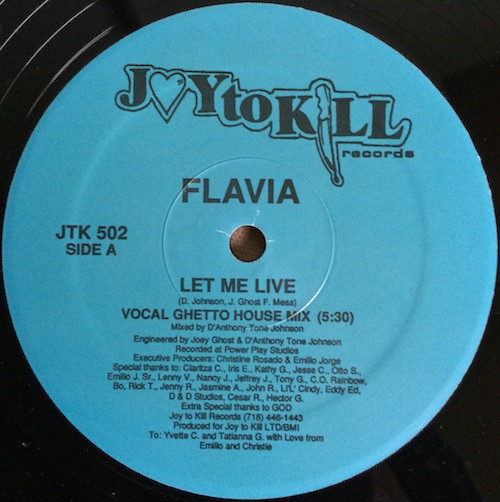 JOYtoKILL
records
FLAVIA
JTK 502
SIDE A
LET ME LIVE
(D. Johnson, J. Ghost F. Mesa)
VOCAL GHETTO HOUSE MIX (5:30)
Mixed by D'Anthony Tone Johnson
Engineered by Joey Ghost & D'Anthony Tone Johnson
Recorded at Power Play Studios
Executive Producers: Christine Rosado & Emilio Jorge
Special thanks to: Claritza C., Iris E., Kathy G., Jesse C., Otto S.,
Emilio J. Sr., Lenny V., Nancy J., Jeffrej J., Tony G., C.O. Rainbow,
Bo, Rick T., Jenny R., Jasmine A., John R., Li'L' Cindy, Eddy Ed,
D & D Studios, Cesar R., Hector G.
Extra Special thanks to GOD
Joy to Kill Records (718) 446-1443
Produced for Joy to Kill LTD/BMI
To: Yvette C. and Tatianna G. with Love from
Emilio and Christie